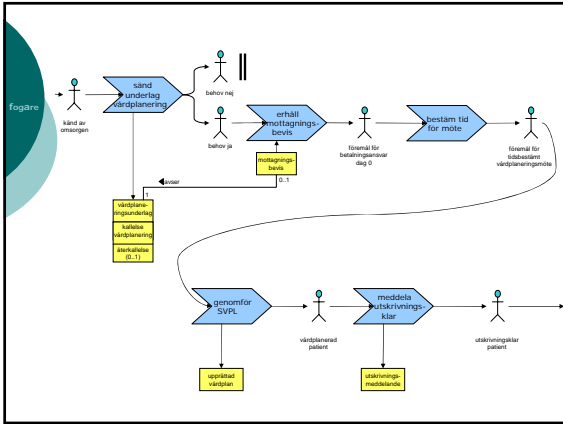 fogare
känd av
omsorgen
sänd
underlag
vårdplanering
behov nej
behov ja
erhåll
mottagnings-
bevis
föremål för
betalningsansvar
dag 0
bestäm tid
for möte
föremål för
tidsbestämt
vårdplaneringsmöte
mottagnings-
bevis
0..1
avser
1
vårdplane-
ringsunderlag
kallelse
vårdplanering
återkallelse
(0..1)
genomför
SVPL
vårdplanerad
patient
meddela
utskrivnings-
klar
utskrivningsklar
patient
upprättad
vårdplan
utskrivnings-
meddelande